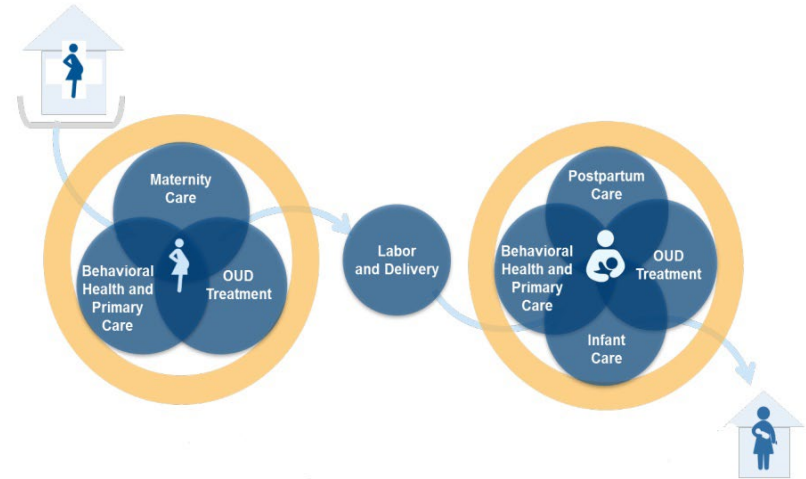 Maternity
Care
Behavioral
Health and
Primary
Care
OUD
Treatment
Labor
and Delivery
Postpartum
Care
Behavioral
Health and
Primary
Care
OUD
Treatment
Infant
Care